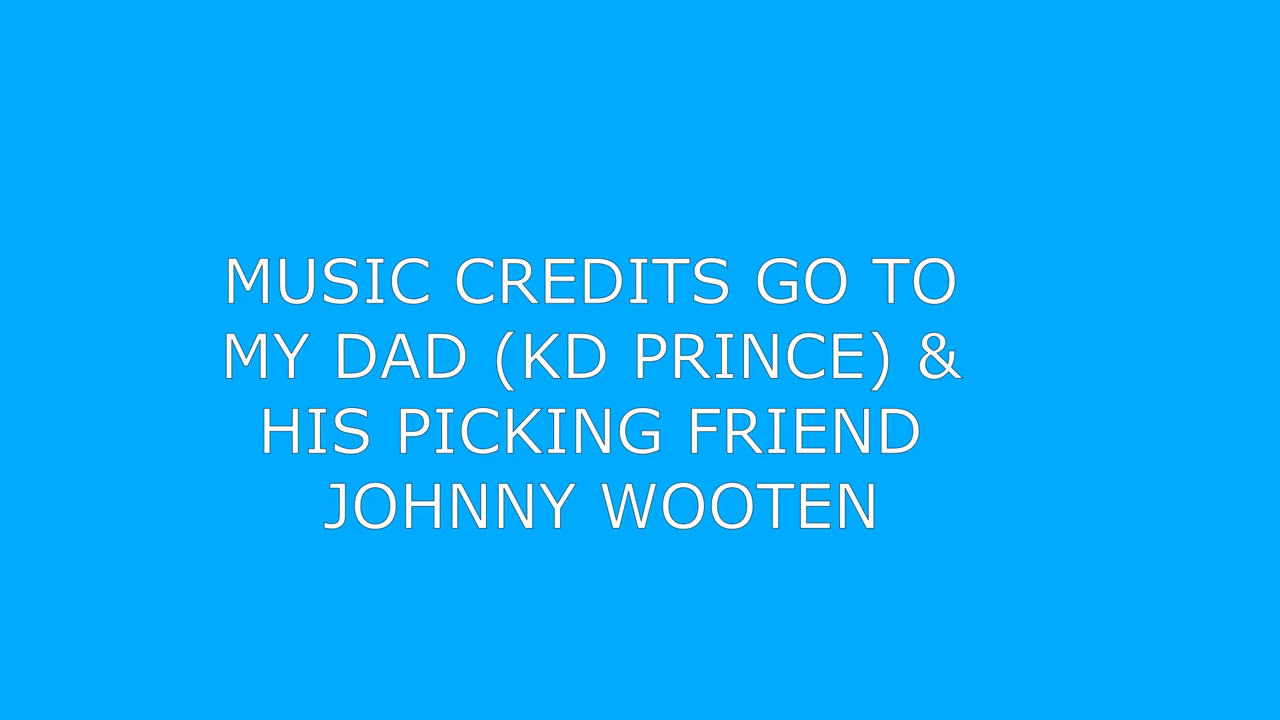 MUSIC CREDITS GO TO
MY DAD (KD PRINCE) &
HIS PICKING FRIEND
JOHNNY WOOTEN